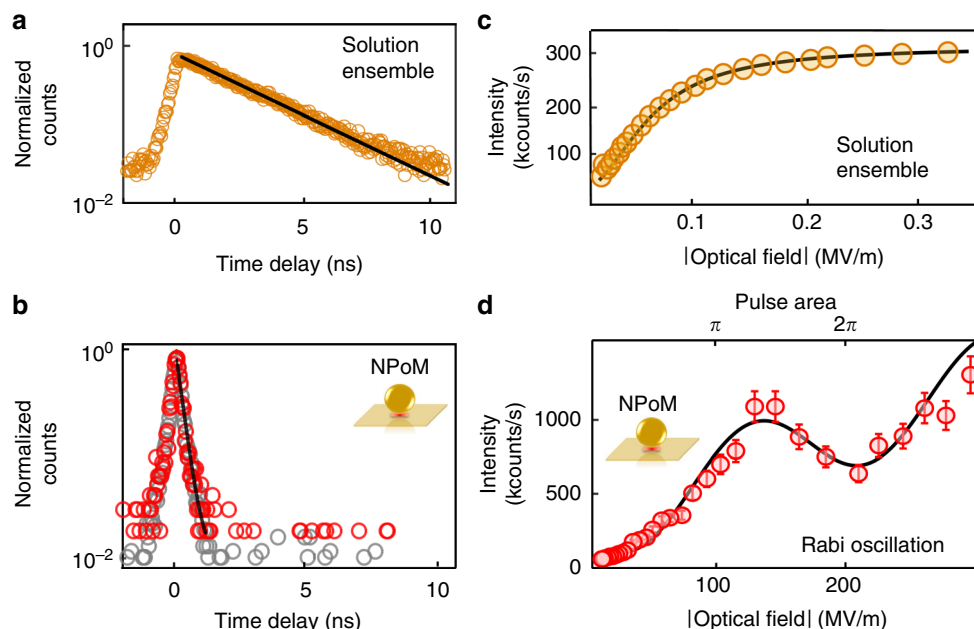 a
10^0
Solution
ensemble
Normalized
counts
10^-2
0
5
10
Time delay (ns)
b
10^0
NPoM
Normalized
counts
10^-2
0
5
10
Time delay (ns)
c
300
200
100
Intensity
(kcounts/s)
Solution
ensemble
0.1
0.2
0.3
|Optical field| (MV/m)
d
Pulse area
π
2π
NPoM
1000
500
0
Intensity
(kcounts/s)
Rabi oscillation
100
200
|Optical field| (MV/m)